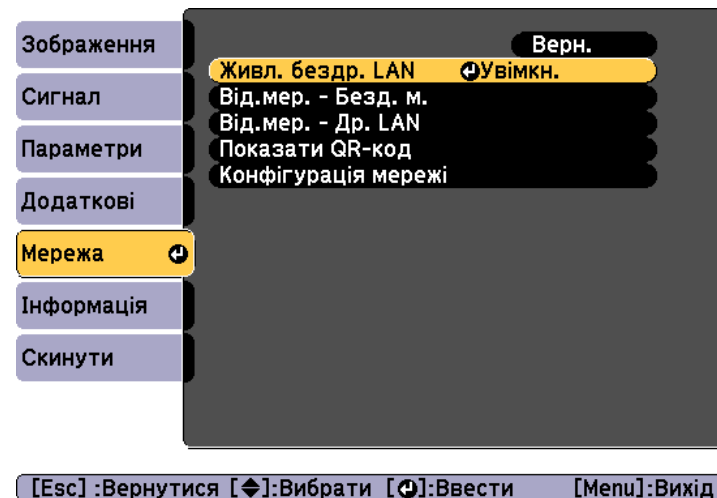 Зображення
Сигнал
Параметри
Додаткові
Мережа
Інформація
Скинути
Верн.
Живл. бездр. LAN Увімкн.
Від.мер. - Безд. м.
Від.мер. - Др. LAN
Показати QR-код
Конфігурація мережі
[Esc] :Вернутися [◆]:Вибрати [↵]:Ввести [Menu]:Вихід